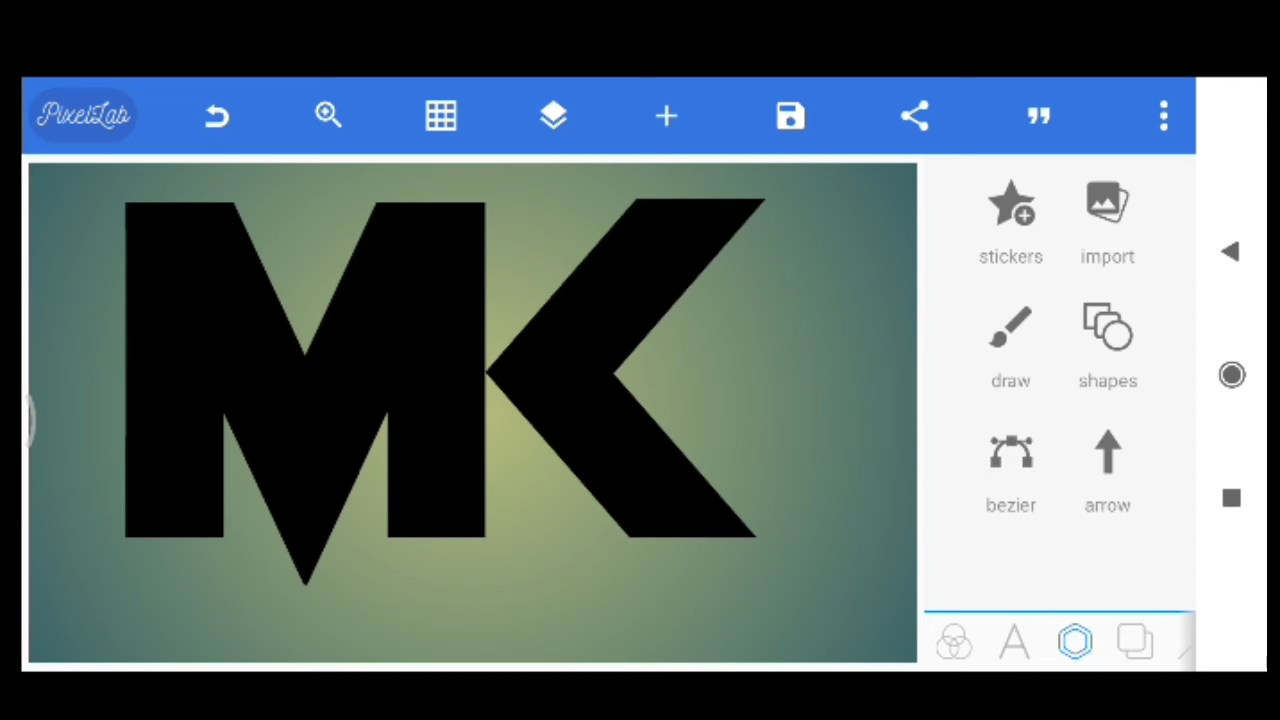 PixelLab
MK
stickers import
draw shapes
bezier arrow
A